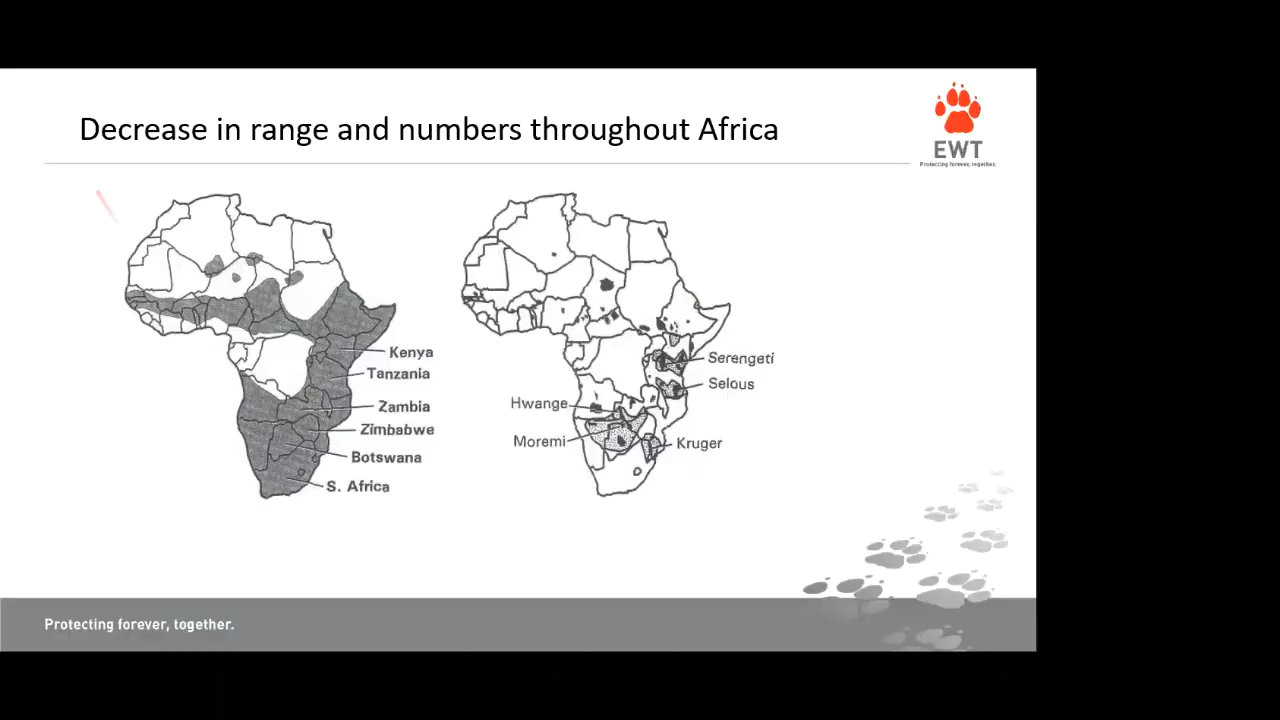 Decrease in range and numbers throughout Africa
EWT
Protecting forever, together.
Kenya
Tanzania
Zambia
Zimbabwe
Botswana
S. Africa
Serengeti
Selous
Hwange
Moremi
Kruger
Protecting forever, together.